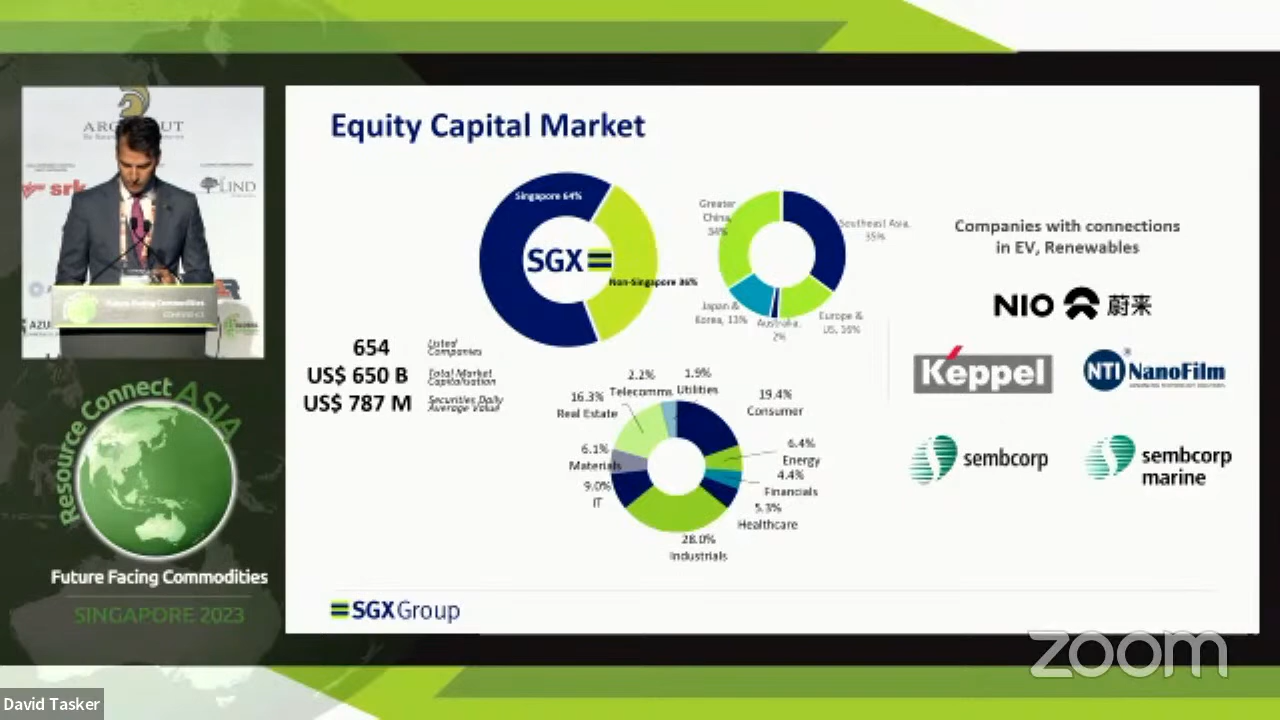 Equity Capital Market
Singapore 64%
SGX
Non-Singapore 36%
Greater
China,
34%
Southeast Asia,
35%
Japan &
Korea, 13%
Australia,
2%
Europe &
US, 16%
654 Listed
Companies
US$ 650 B Total Market
Capitalisation
US$ 787 M Securities Daily
Average Value
2.2%
Telecomms
1.9%
Utilities
16.3%
Real Estate
19.4%
Consumer
6.1%
Materials
6.4%
Energy
9.0%
IT
4.4%
Financials
5.3%
Healthcare
28.0%
Industrials
Companies with connections
in EV, Renewables
NIO 蔚来
Keppel
NTI NanoFilm
sembcorp
sembcorp
marine
SGXGroup
srk
LIND
Future Facing Commodities
CONFERENCE
Resource Connect ASIA
Future Facing Commodities
SINGAPORE 2023
zoom
David Tasker